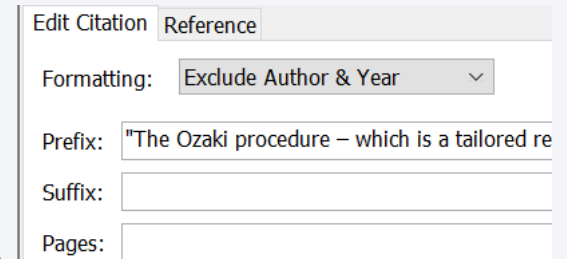 Edit Citation Reference
Formatting: Exclude Author & Year
Prefix: "The Ozaki procedure – which is a tailored re
Suffix:
Pages: